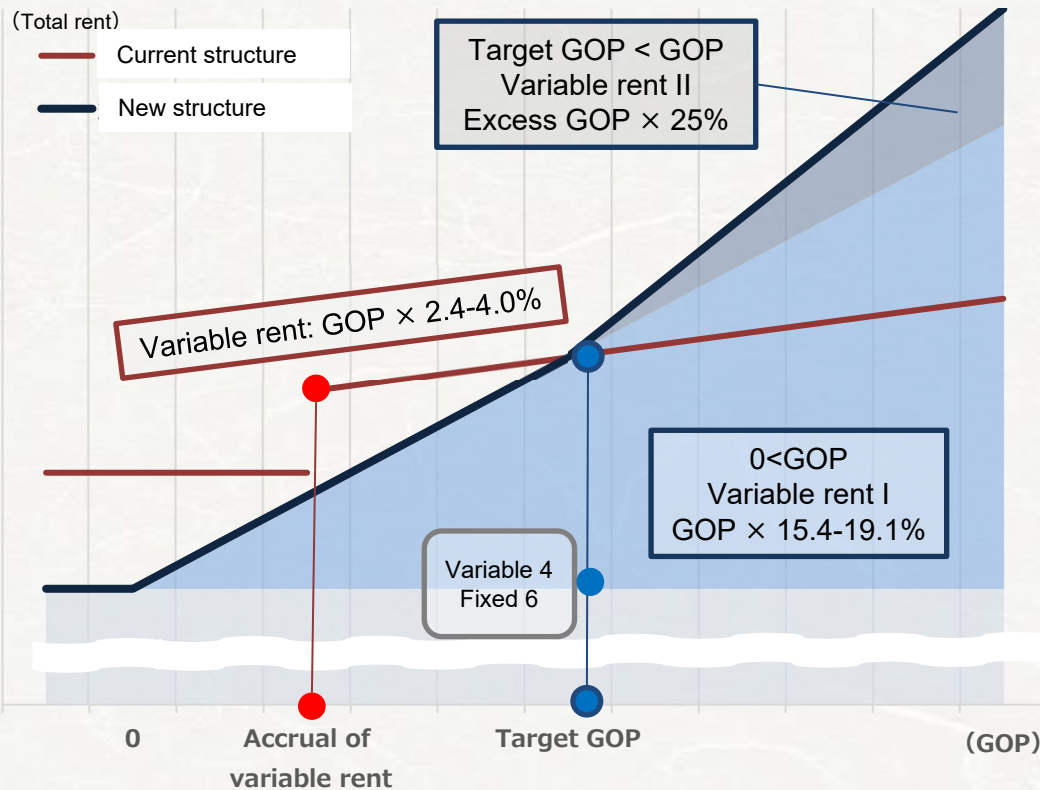 (Total rent)
Current structure
New structure
Target GOP < GOP
Variable rent II
Excess GOP × 25%
Variable rent: GOP × 2.4-4.0%
0<GOP
Variable rent I
GOP × 15.4-19.1%
Variable 4
Fixed 6
0
Accrual of
variable rent
Target GOP
(GOP)